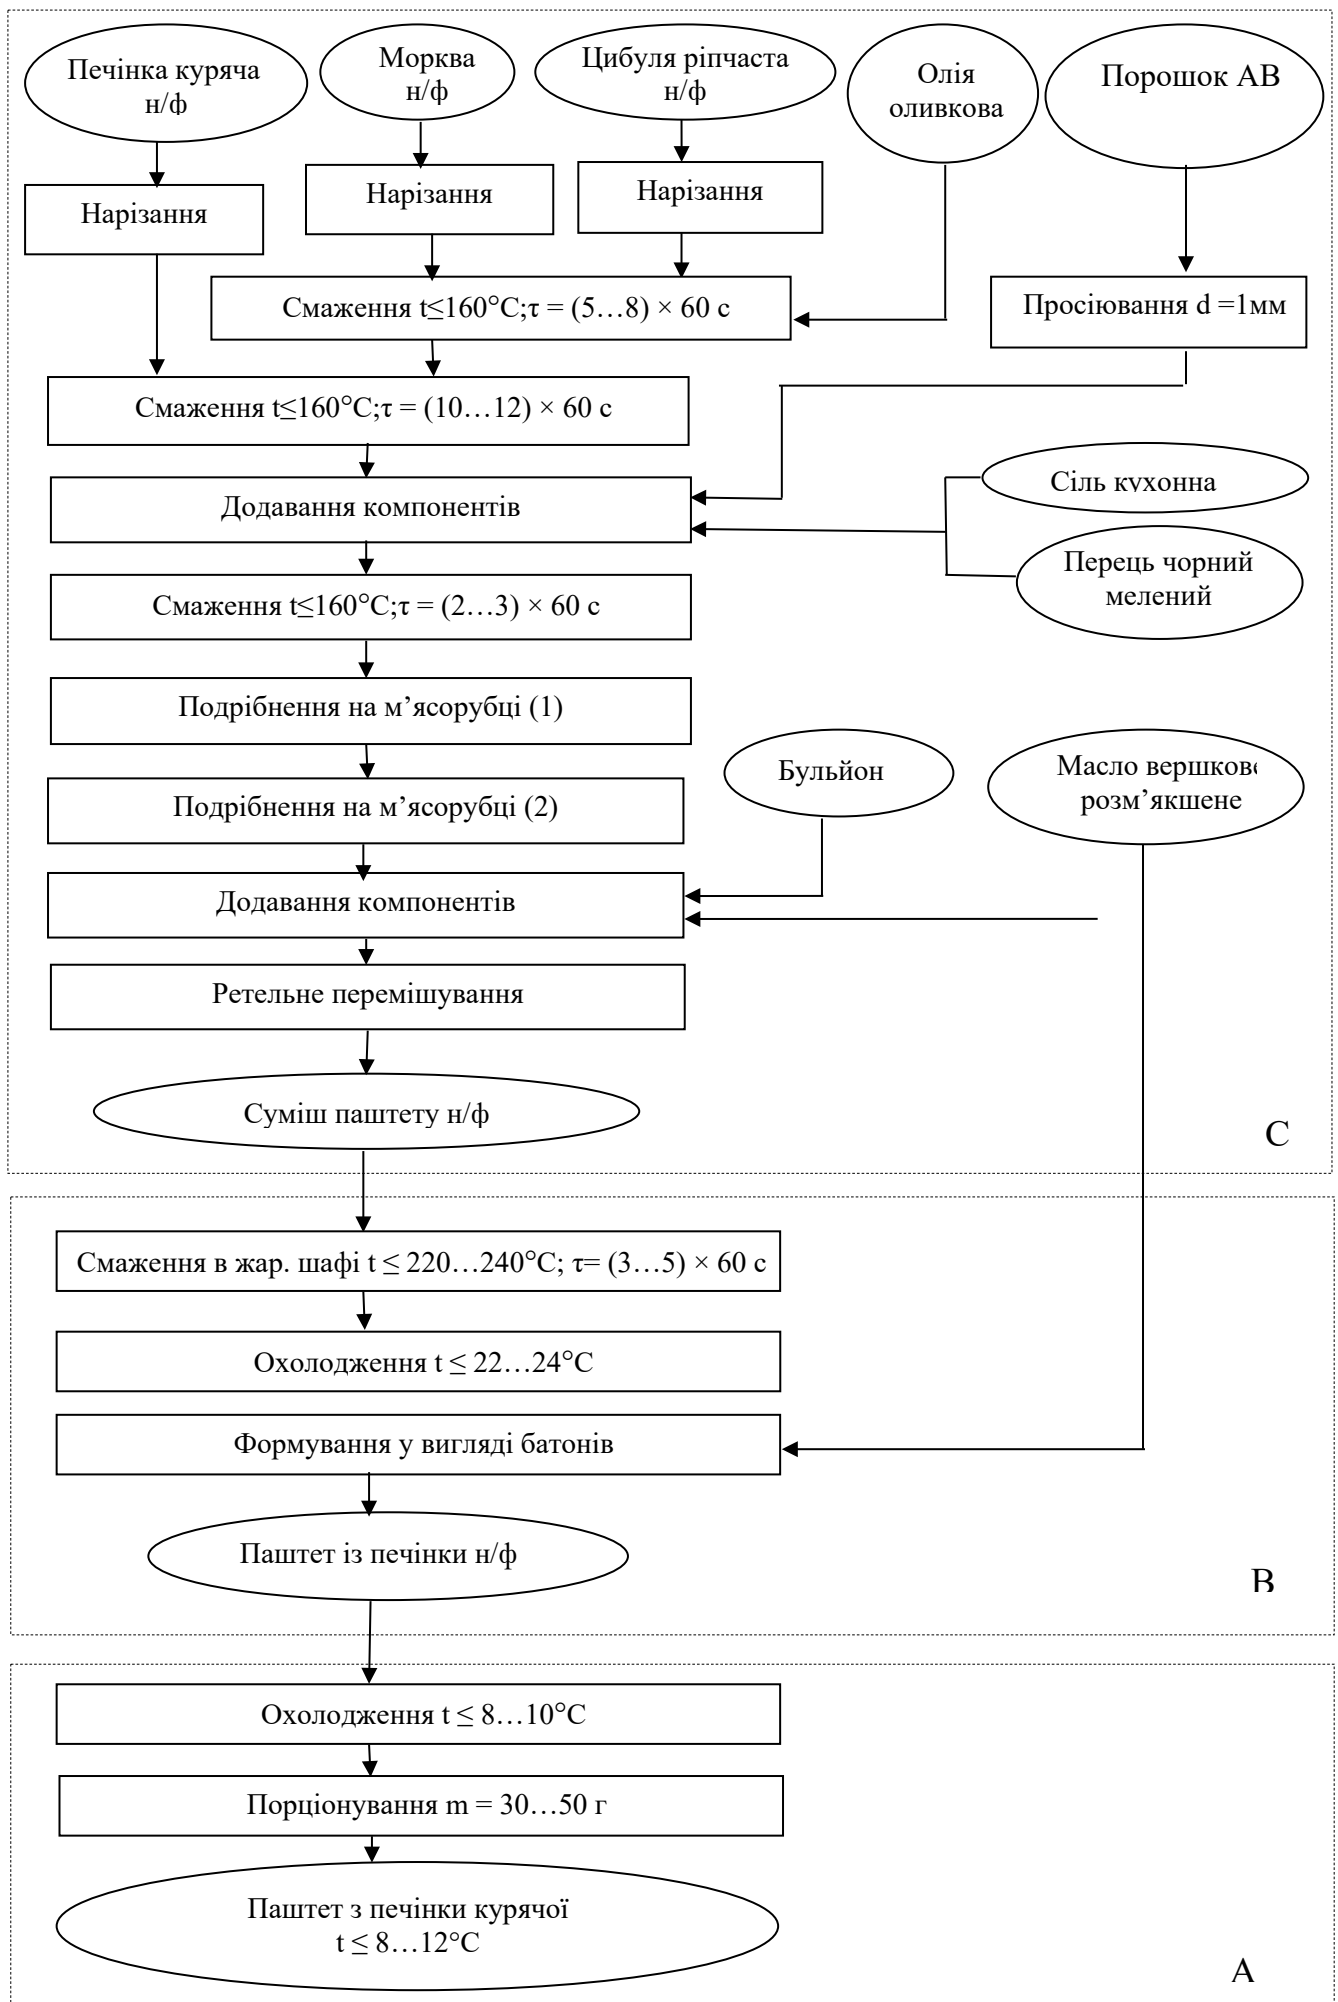 Печінка куряча
н/ф
Морква
н/ф
Цибуля ріпчаста
н/ф
Олія
оливкова
Порошок АВ
Нарізання
Нарізання
Нарізання
Смаження t≤160°C;τ = (5…8) × 60 с
Просіювання d =1мм
Смаження t≤160°C;τ = (10…12) × 60 с
Додавання компонентів
Сіль кухонна
Перець чорний
мелений
Смаження t≤160°C;τ = (2…3) × 60 с
Подрібнення на м’ясорубці (1)
Бульйон
Масло вершкове
розм’якшене
Подрібнення на м’ясорубці (2)
Додавання компонентів
Ретельне перемішування
Суміш паштету н/ф
С
Смаження в жар. шафі t ≤ 220…240°C; τ= (3…5) × 60 с
Охолодження t ≤ 22…24°C
Формування у вигляді батонів
Паштет із печінки н/ф
В
Охолодження t ≤ 8…10°C
Порціонування m = 30…50 г
Паштет з печінки курячої
t ≤ 8…12°C
А